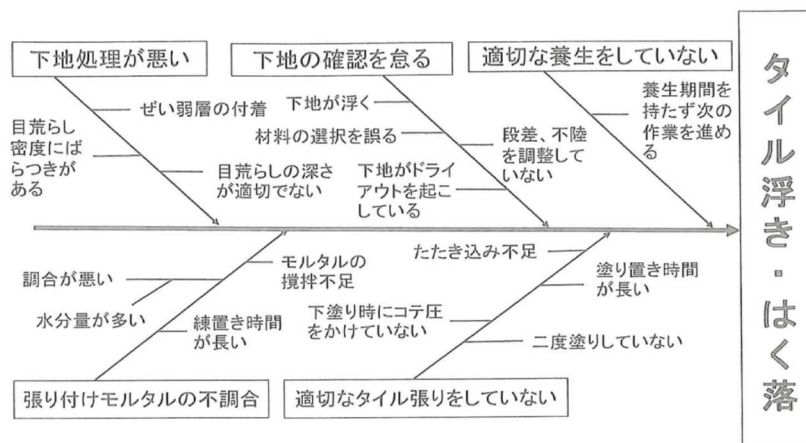 下地処理が悪い
下地の確認を怠る
適切な養生をしていない
ぜい弱層の付着
目荒らし
密度にば
らつきが
ある
目荒らしの深さ
が適切でない
下地が浮く
材料の選択を誤る
下地がドライ
アウトを起こ
している
段差、不陸
を調整して
いない
養生期間を
持たず次の
作業を進め
る
タイル浮き・はく落
調合が悪い
水分量が多い
モルタルの
撹拌不足
練置き時間
が長い
たたき込み不足
下塗り時にコテ圧
をかけていない
塗り置き時間
が長い
二度塗りしていない
張り付けモルタルの不調合
適切なタイル張りをしていない